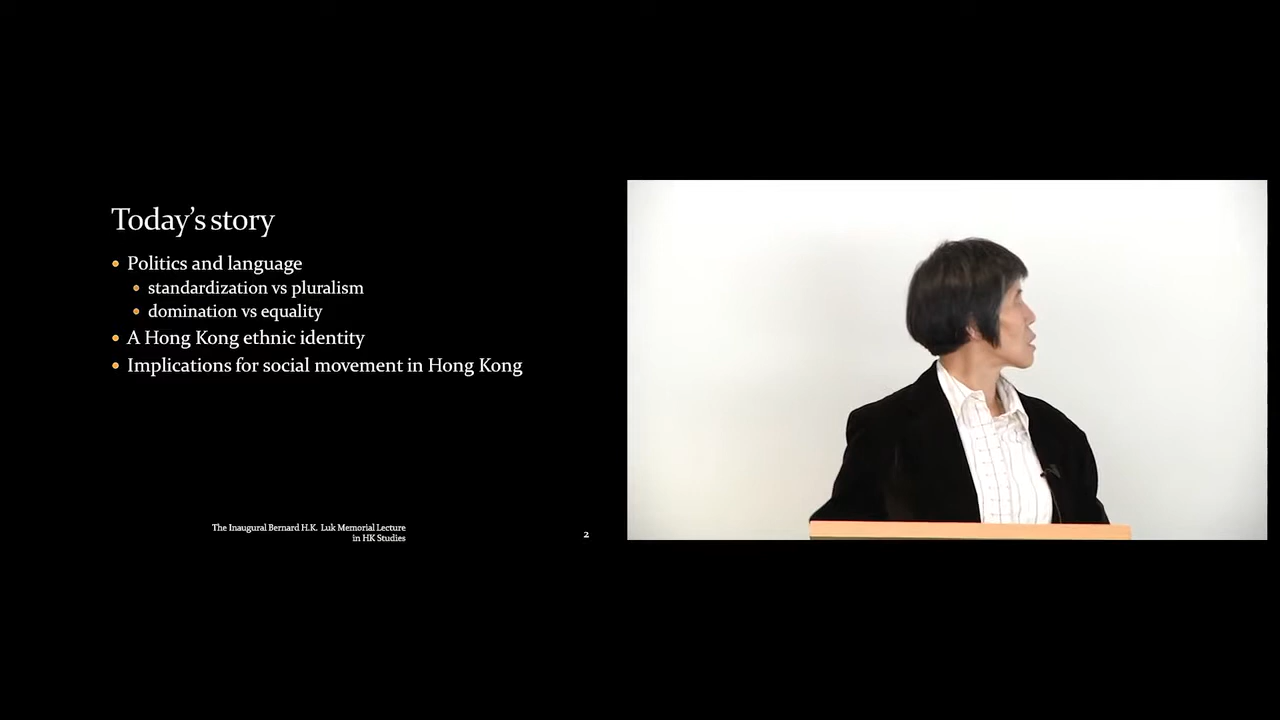 Today's story
Politics and language
standardization vs pluralism
domination vs equality
A Hong Kong ethnic identity
Implications for social movement in Hong Kong
The Inaugural Bernard H.K. Luk Memorial Lecture
in HK Studies
2